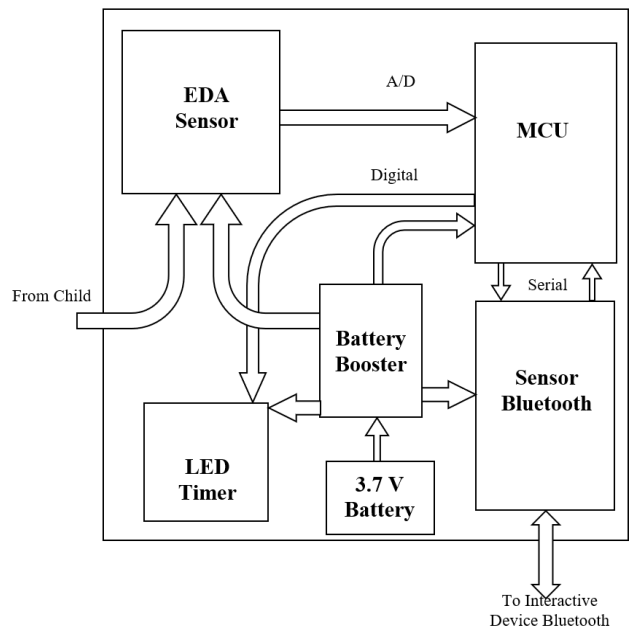 EDA
Sensor
A/D
MCU
Digital
From Child
Serial
Battery
Booster
Sensor
Bluetooth
LED
Timer
3.7 V
Battery
To Interactive
Device Bluetooth